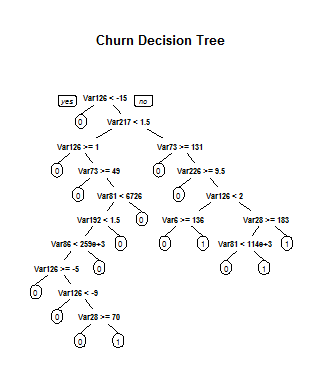 Churn Decision Tree
yes Var126 < -15 no
0 Var217 < 1.5
Var126 >= 1 Var73 >= 131
0 Var73 >= 49 0 Var226 >= 9.5
0 Var81 < 6726 0 Var126 < 2
Var192 < 1.5 0 Var6 >= 136 Var28 >= 183
Var86 < 259e+3 0 0 1 Var81 < 114e+3 1
Var126 >= -5 0 0 1
0 Var126 < -9
0 Var28 >= 70
0 1